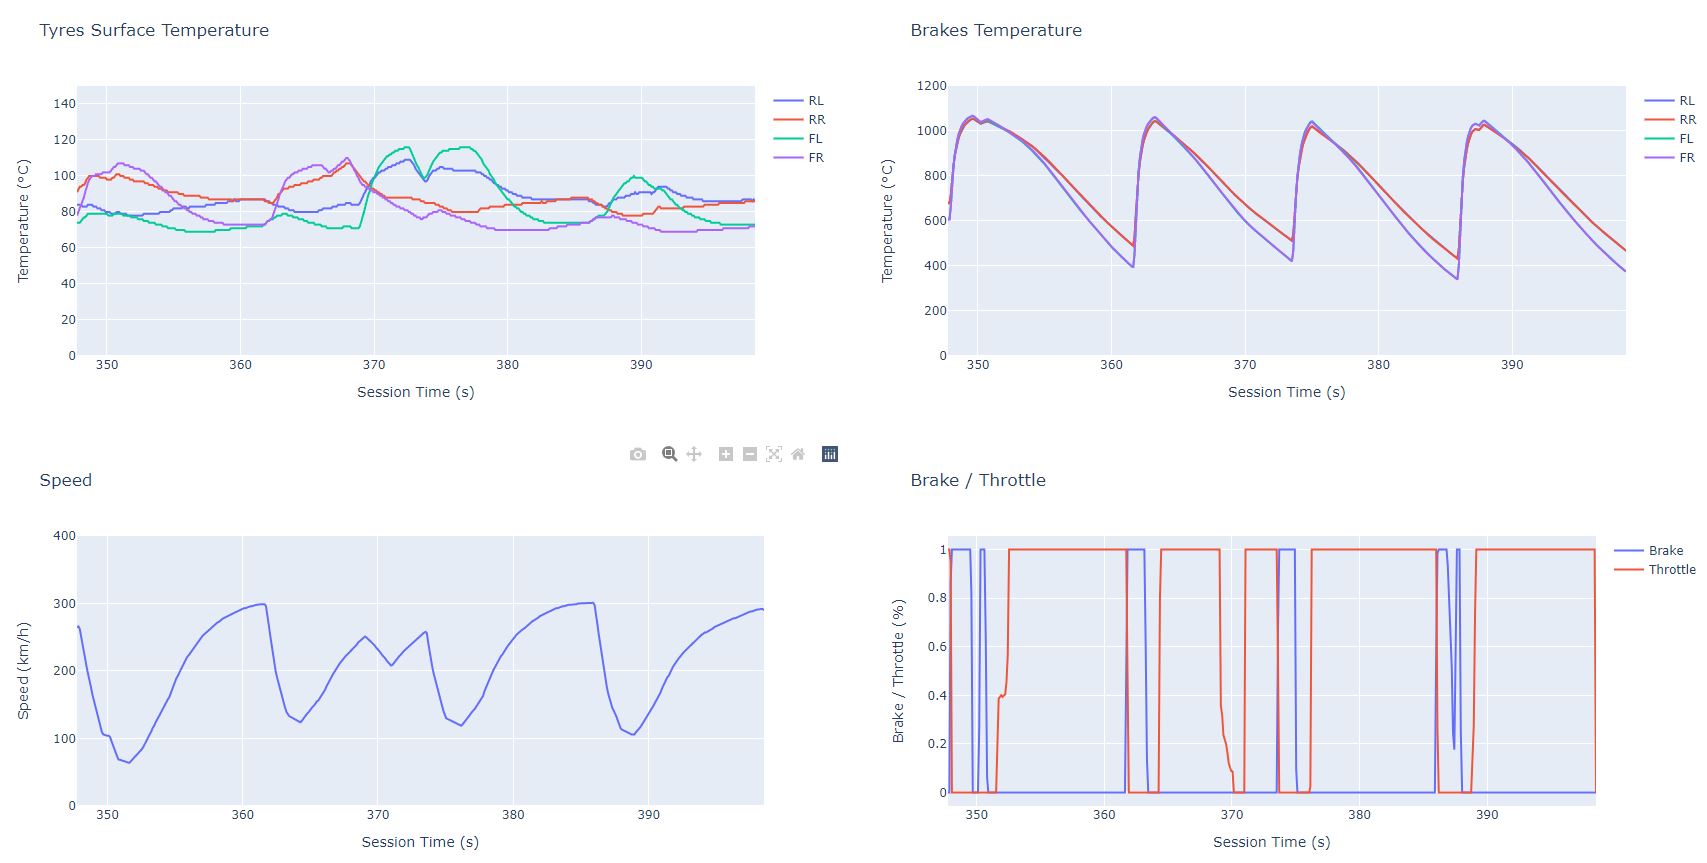 Tyres Surface Temperature
Temperature (°C)
140
120
100
80
60
40
20
0
350
360
370
380
390
Session Time (s)
RL
RR
FL
FR
Brakes Temperature
Temperature (°C)
1200
1000
800
600
400
200
0
350
360
370
380
390
Session Time (s)
RL
RR
FL
FR
Speed
Speed (km/h)
400
300
200
100
0
350
360
370
380
390
Session Time (s)
Brake / Throttle
Brake / Throttle (%)
1
0.8
0.6
0.4
0.2
0
350
360
370
380
390
Session Time (s)
Brake
Throttle